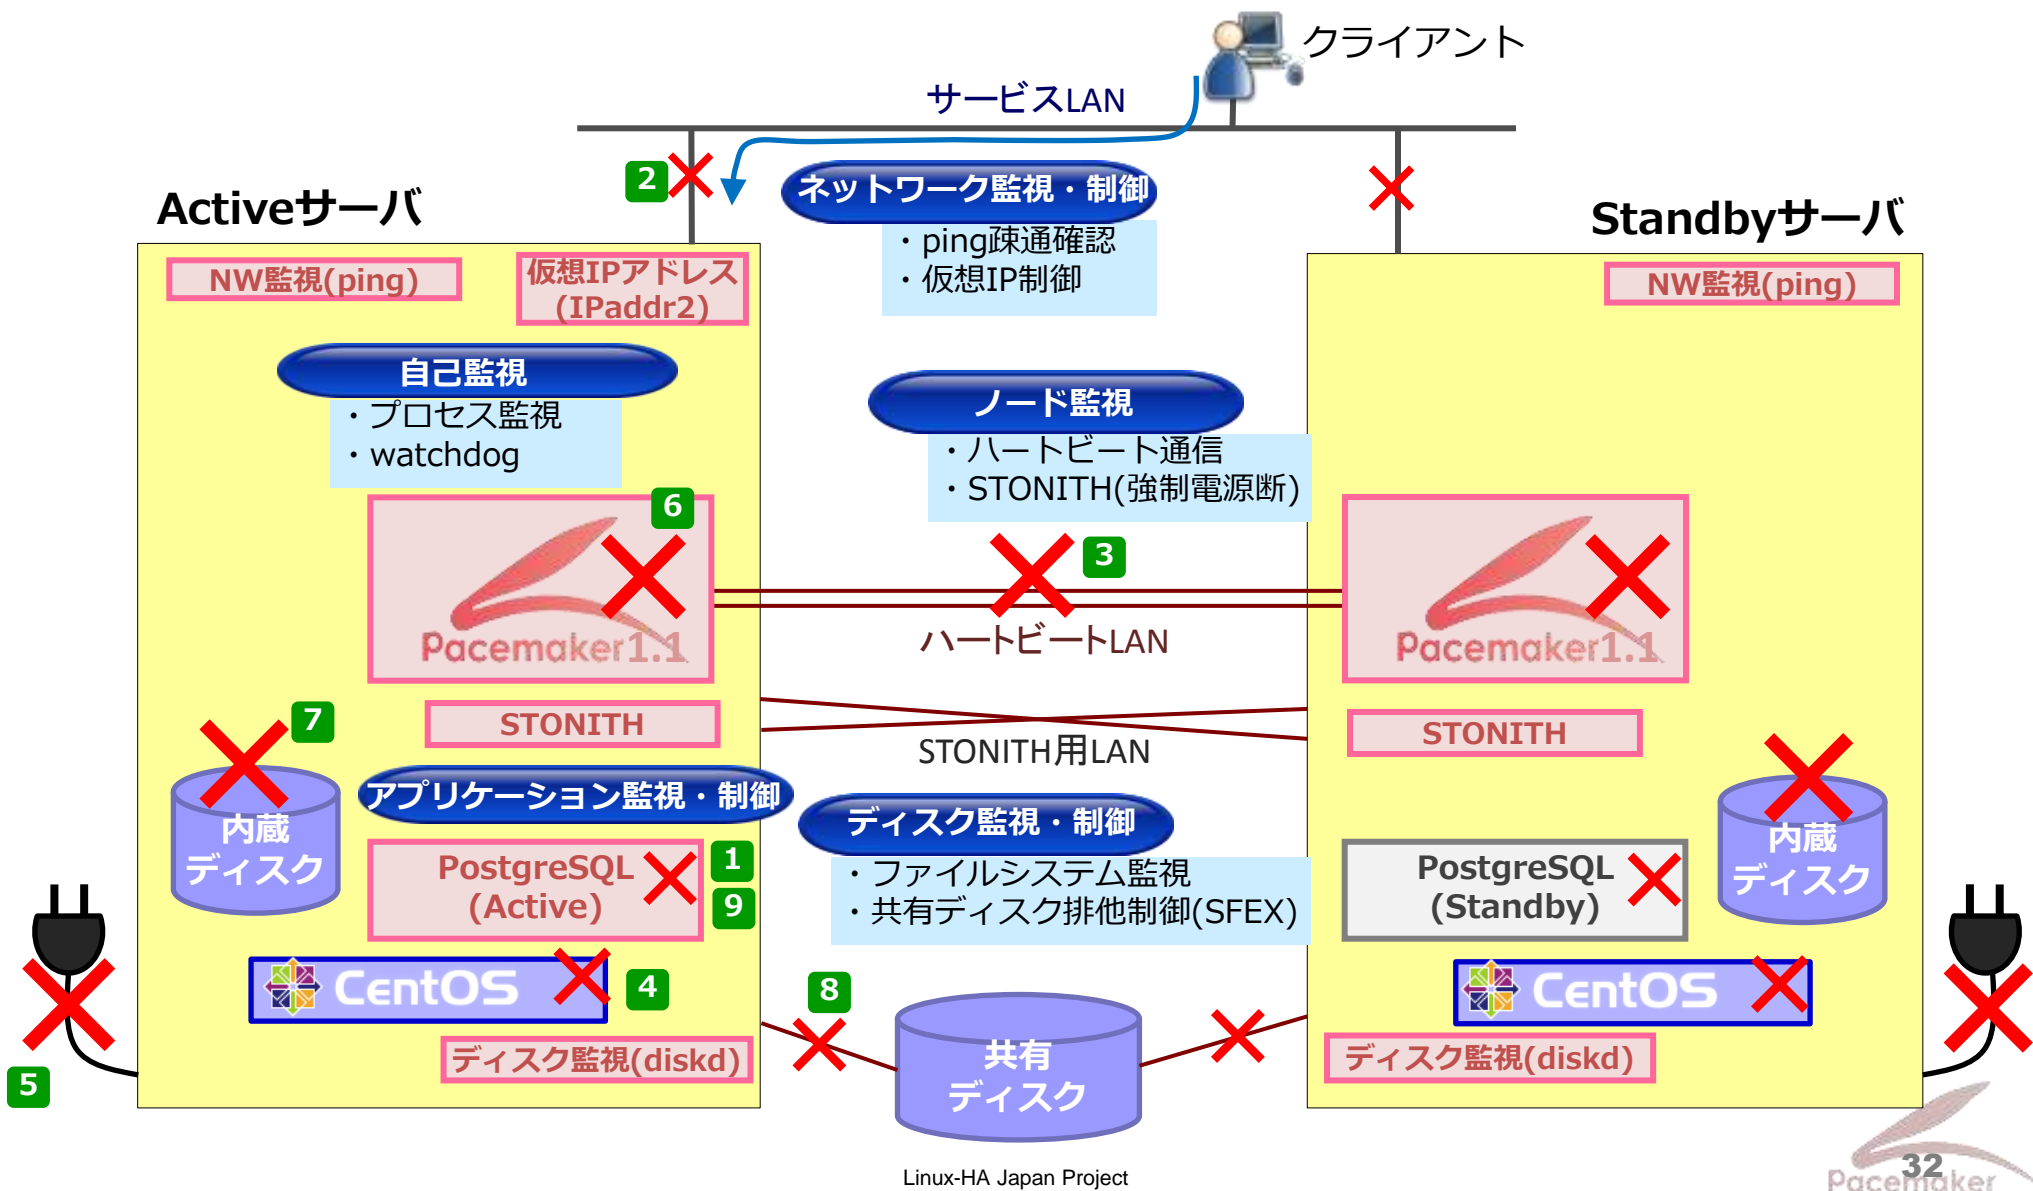 クライアント
サービスLAN
2
ネットワーク監視・制御
・ping疎通確認
・仮想IP制御
Activeサーバ
Standbyサーバ
NW監視(ping)
仮想IPアドレス
(IPaddr2)
NW監視(ping)
自己監視
・プロセス監視
・watchdog
ノード監視
・ハートビート通信
・STONITH(強制電源断)
6
3
Pacemaker1.1
ハートビートLAN
Pacemaker1.1
7
STONITH
STONITH用LAN
STONITH
アプリケーション監視・制御
ディスク監視・制御
・ファイルシステム監視
・共有ディスク排他制御(SFEX)
内蔵
ディスク
PostgreSQL
(Active)
1
9
PostgreSQL
(Standby)
内蔵
ディスク
CentOS
4
8
CentOS
ディスク監視(diskd)
共有
ディスク
ディスク監視(diskd)
5
Linux-HA Japan Project
32
Pacemaker